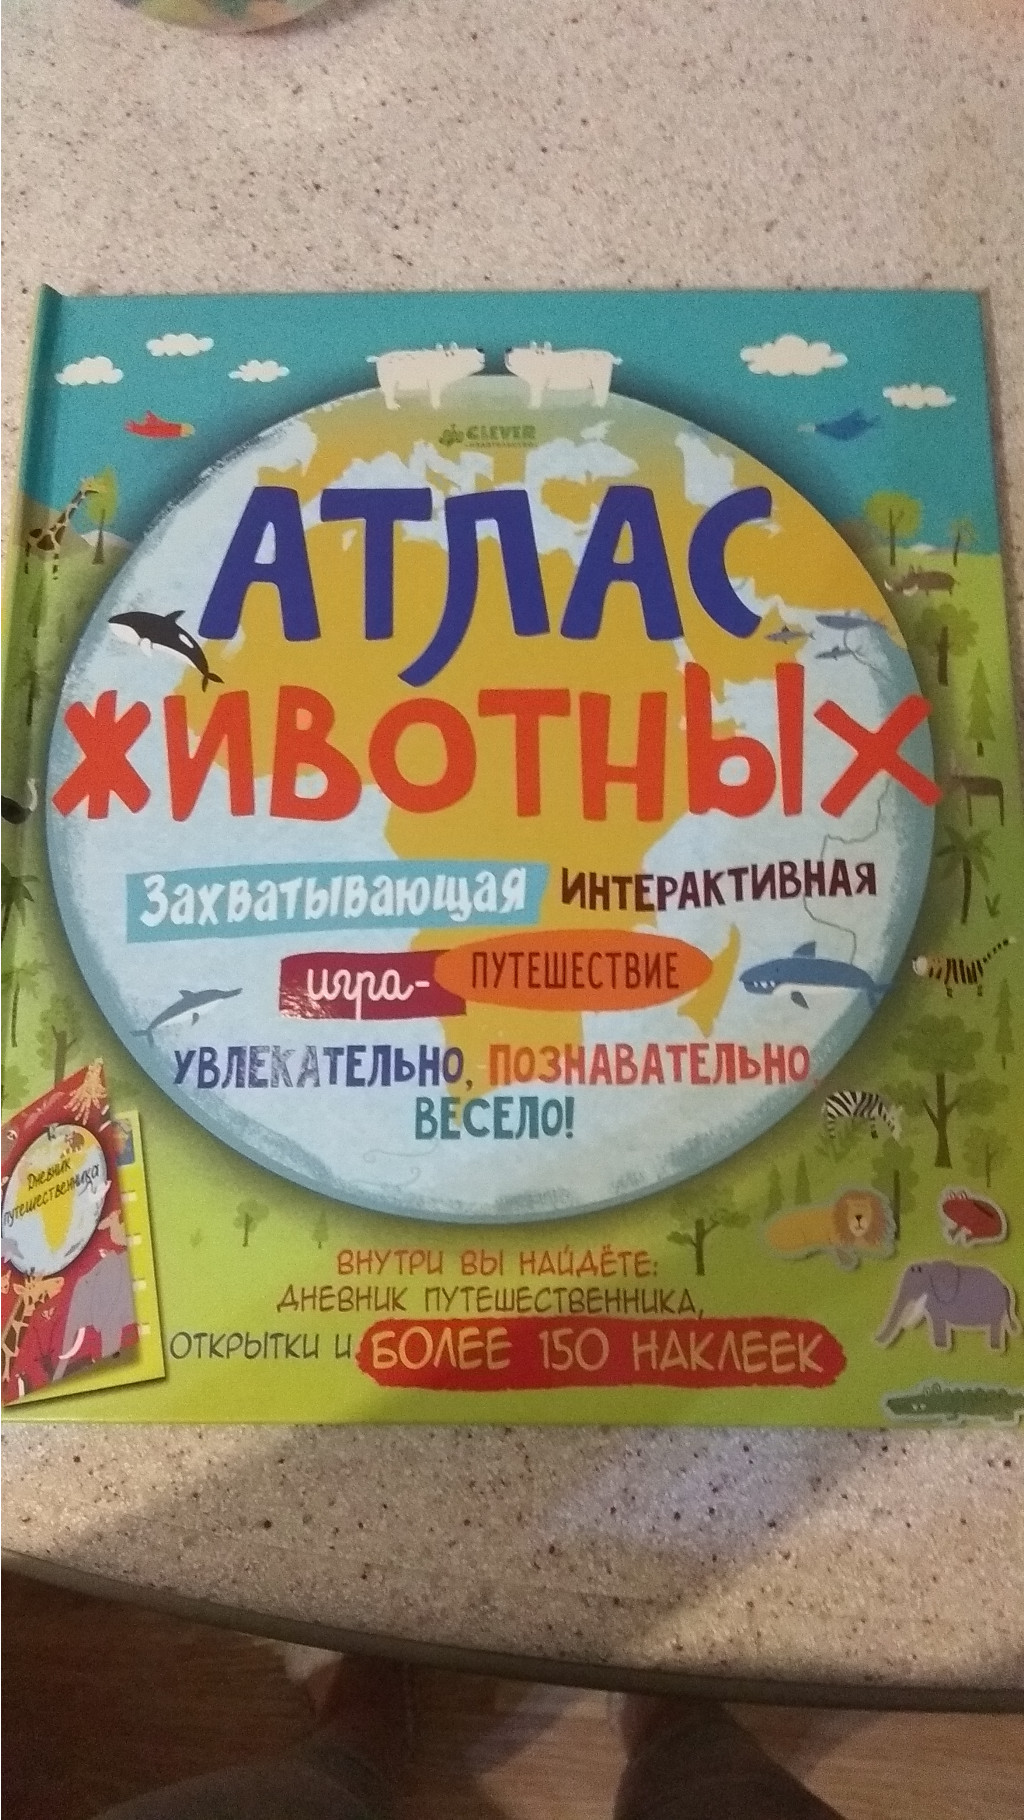 CLEVER
ИЗДАТЕЛЬСТВО
АТЛАС
ЖИВОТНЫХ
Захватывающая ИНТЕРАКТИВНАЯ
игра- ПУТЕШЕСТВИЕ
УВЛЕКАТЕЛЬНО, ПОЗНАВАТЕЛЬНО,
ВЕСЕЛО!
Дневник
путешественника
ВНУТРИ ВЫ НАЙДЁТЕ:
ДНЕВНИК ПУТЕШЕСТВЕННИКА,
ОТКРЫТКИ И БОЛЕЕ 150 НАКЛЕЕК